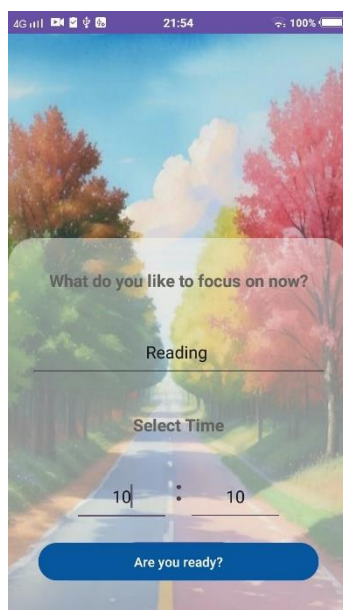 4G 21:54 100%
What do you like to focus on now?
Reading
Select Time
10 : 10
Are you ready?